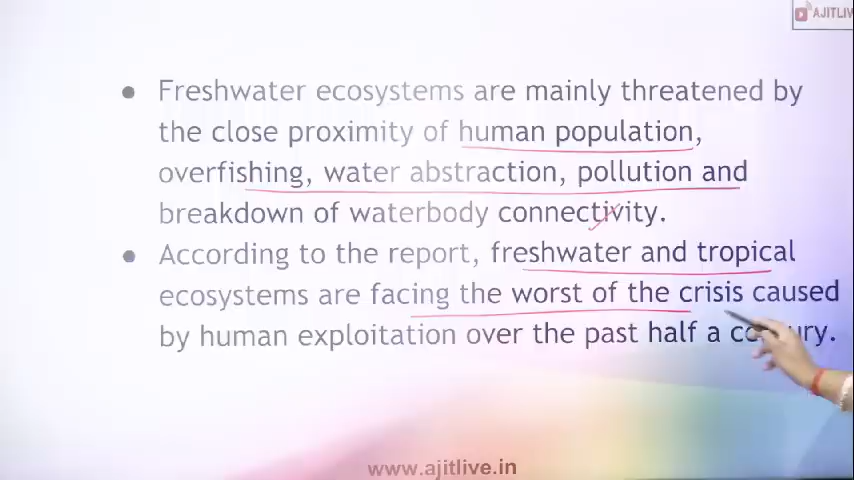 AJITLIV
Freshwater ecosystems are mainly threatened by
the close proximity of human population,
overfishing, water abstraction, pollution and
breakdown of waterbody connectivity.
According to the report, freshwater and tropical
ecosystems are facing the worst of the crisis caused
by human exploitation over the past half a century.
www.ajitlive.in